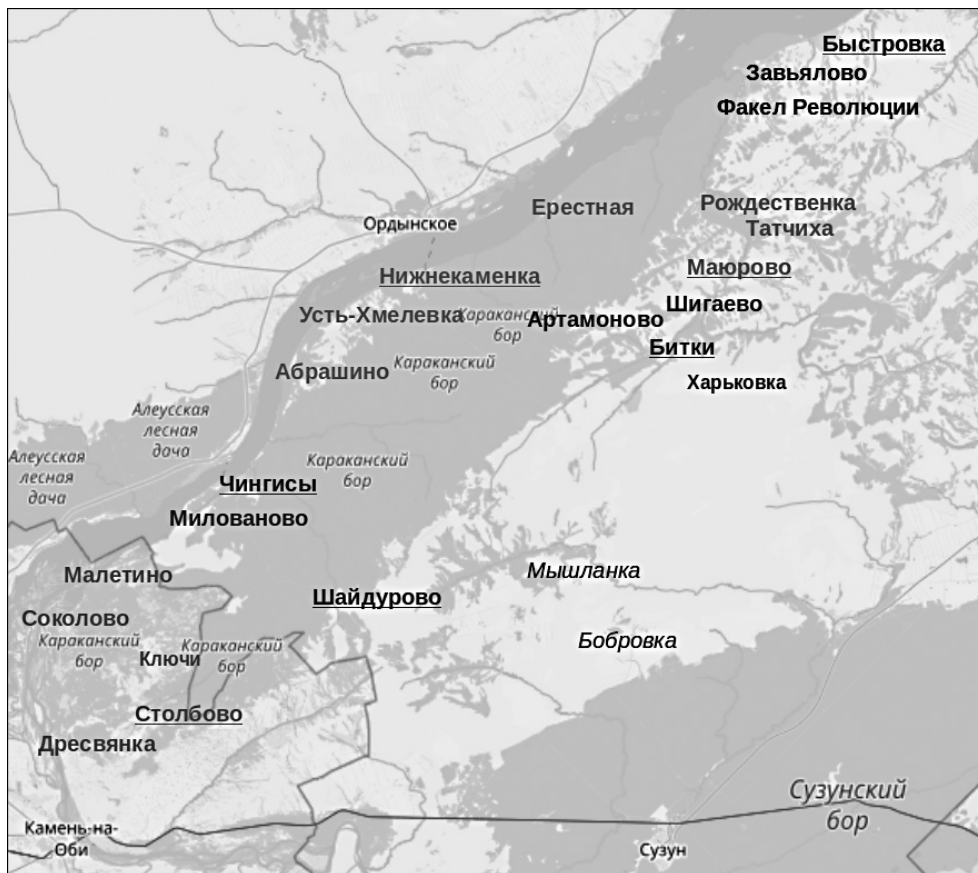 Быстровка
Завьялово
Факел Революции
Ерестная
Рождественка
Татчиха
Ордынское
Нижнекаменка
Маюрово
Шигаево
Усть-Хмелевка
Караканский
бор
Артамоново
Битки
Абрашино
Караканский
бор
Харьковка
Алеусская
лесная
дача
Алеусская
лесная
дача
Караканский
бор
Чингисы
Милованово
Малетино
Мышланка
Шайдурово
Соколово
Караканский
бор
Ключи
Караканский
бор
Бобровка
Столбово
Дресвянка
Сузунский
бор
Камень-на-
Оби
Сузун